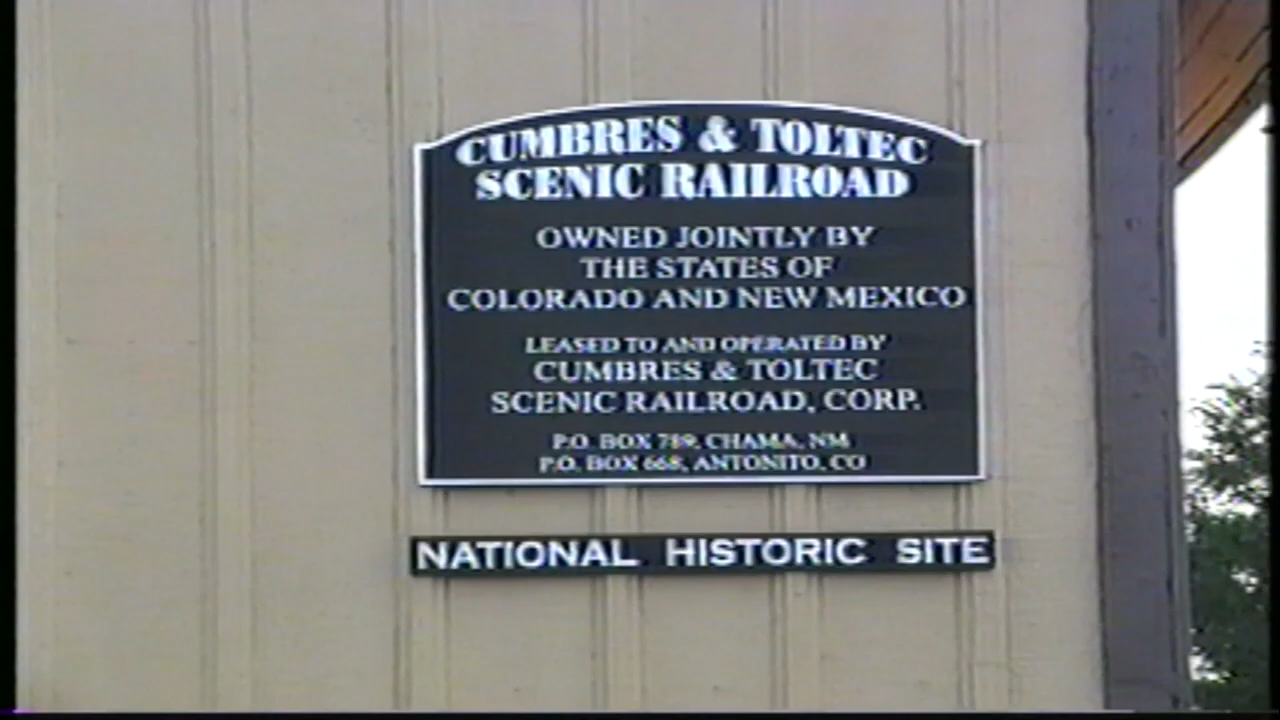 CUMBRES & TOLTEC
SCENIC RAILROAD
OWNED JOINTLY BY
THE STATES OF
COLORADO AND NEW MEXICO
LEASED TO AND OPERATED BY
CUMBRES & TOLTEC
SCENIC RAILROAD, CORP.
P.O. BOX 789, CHAMA, NM
P.O. BOX 668, ANTONITO, CO
NATIONAL HISTORIC SITE